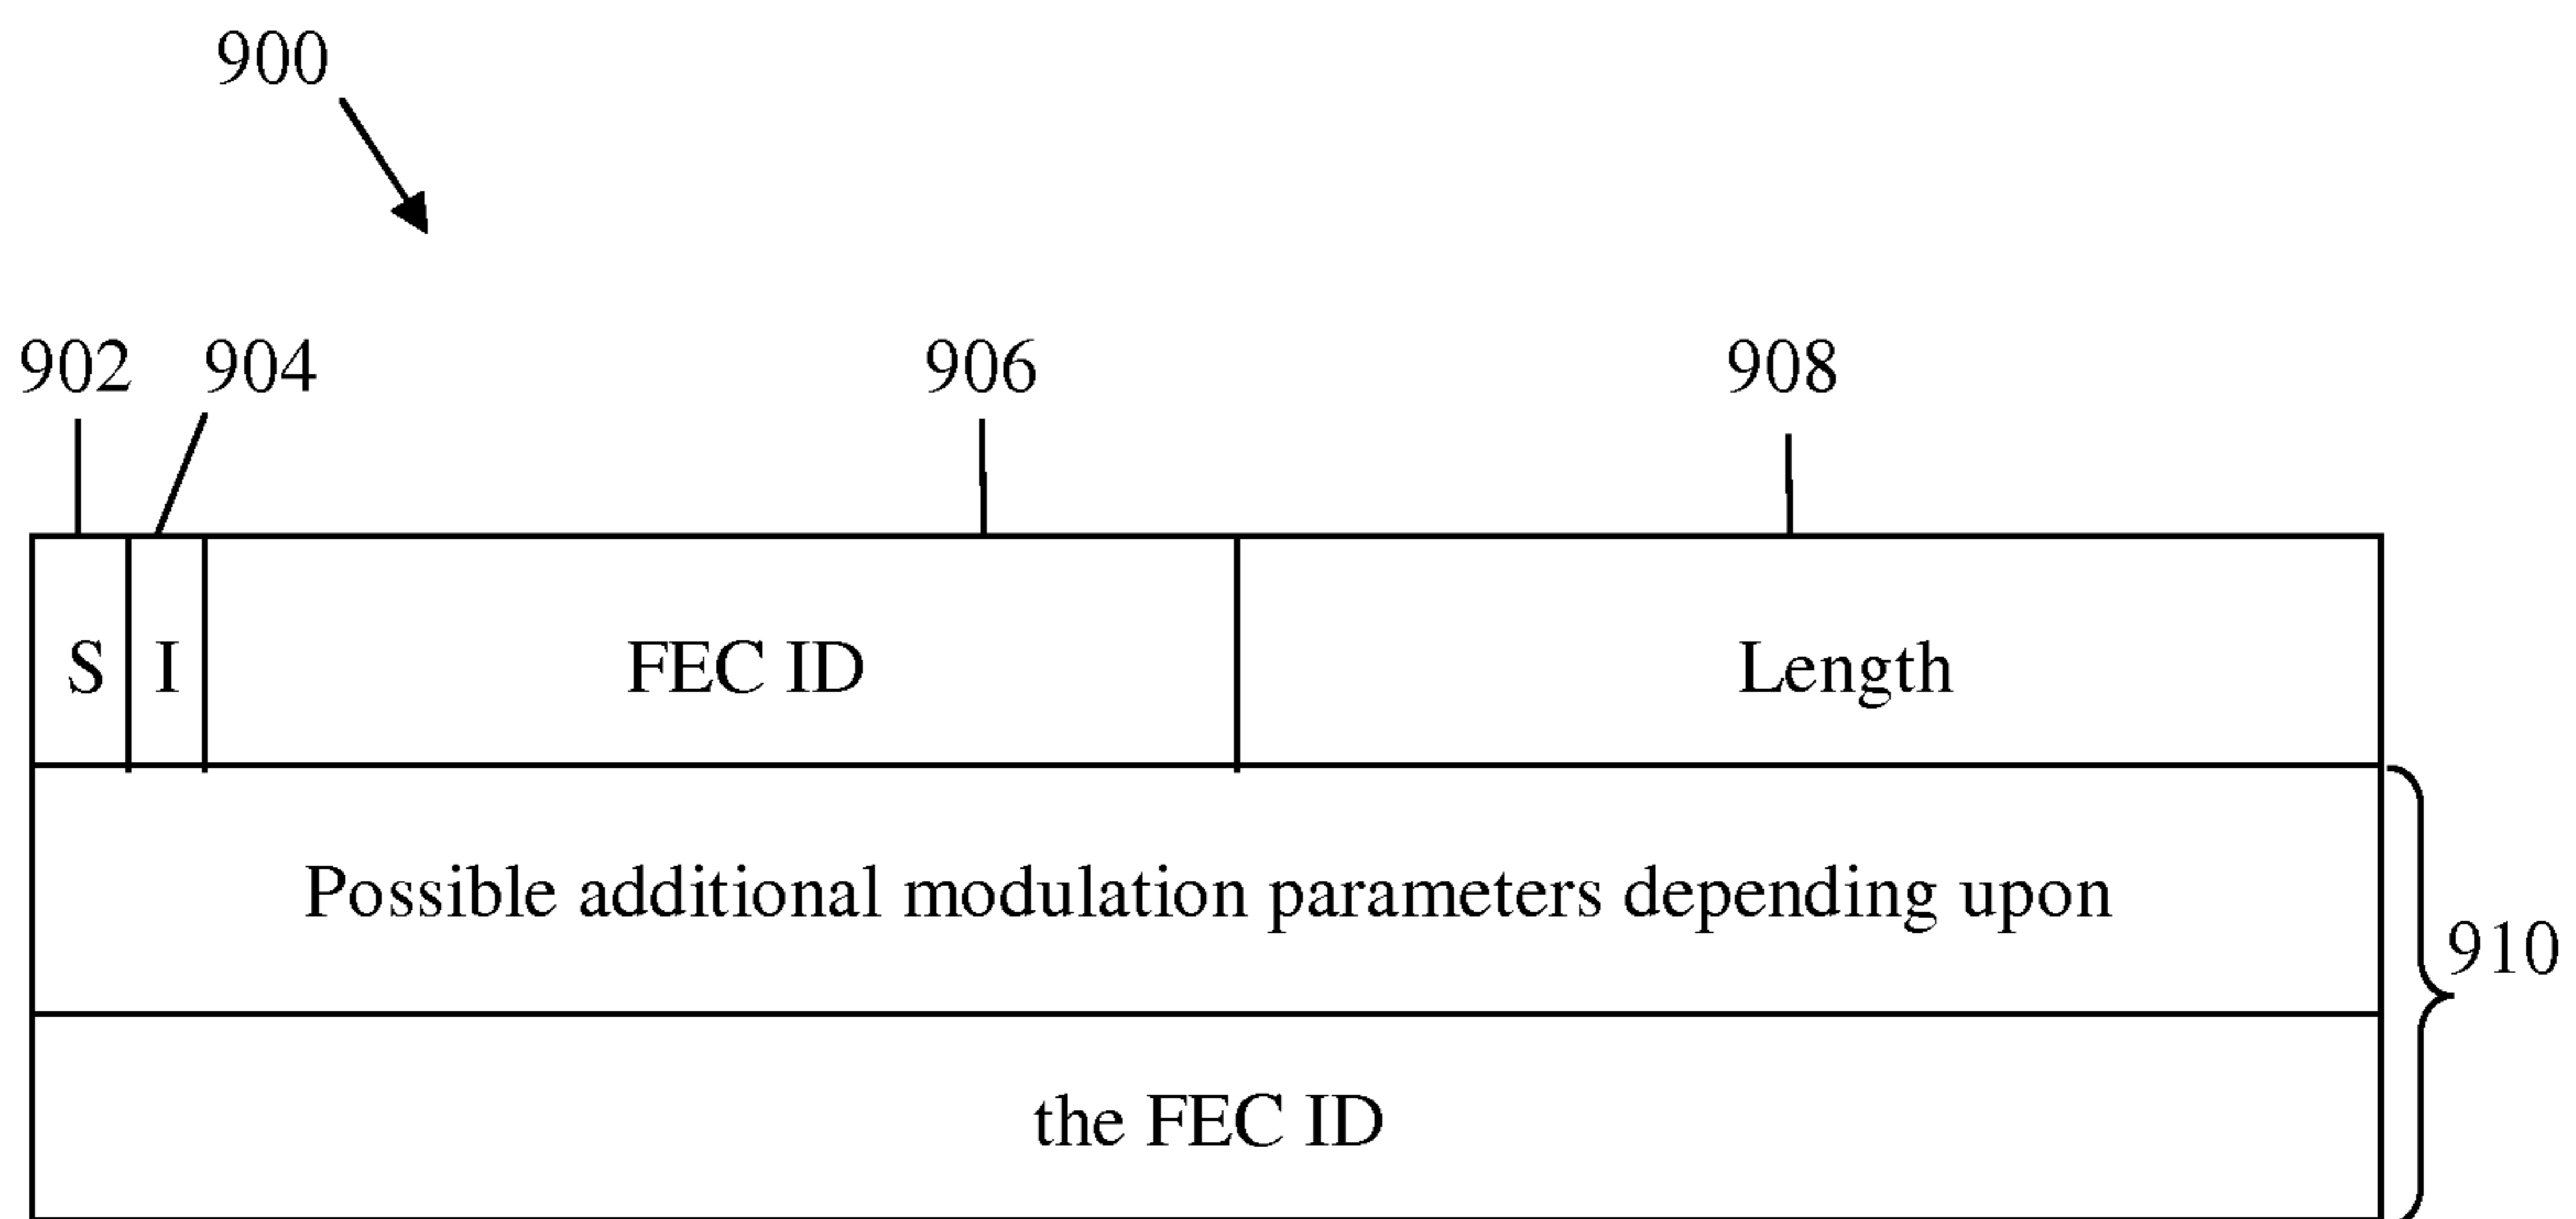 900
902 904 906 908
S I FEC ID Length
Possible additional modulation parameters depending upon
910
the FEC ID